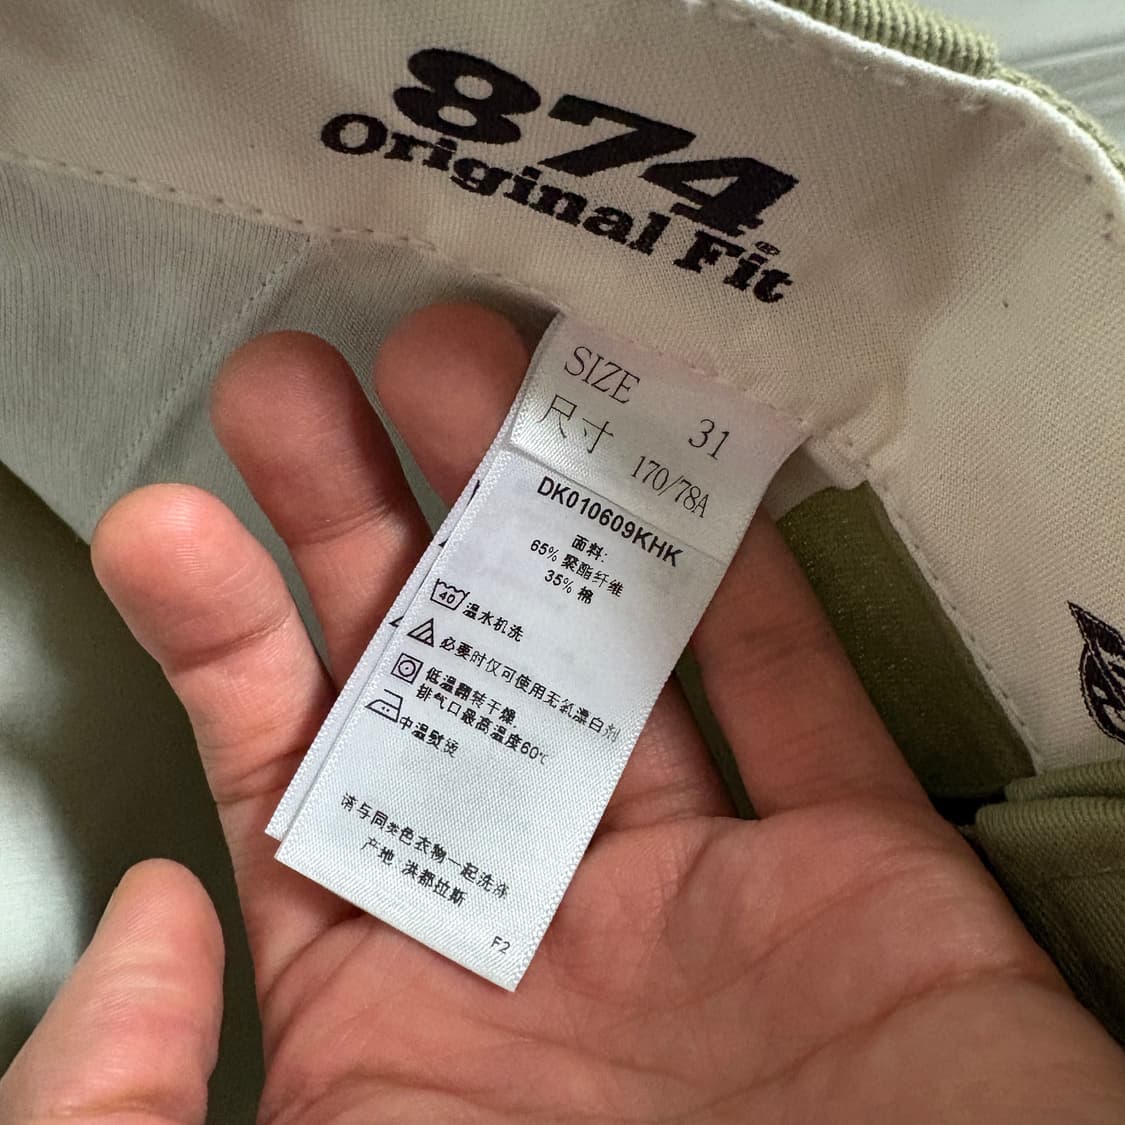 874®
Original Fit
SIZE 31
尺寸 170/78A
DK010609KHK
面料:
65% 聚酯纤维
35% 棉
40 温水机洗
必要时仅可使用无氯漂白剂
低温翻转干燥,
排气口最高温度60℃
中温熨烫
请与同类色衣物一起洗涤
产地 洪都拉斯
F2